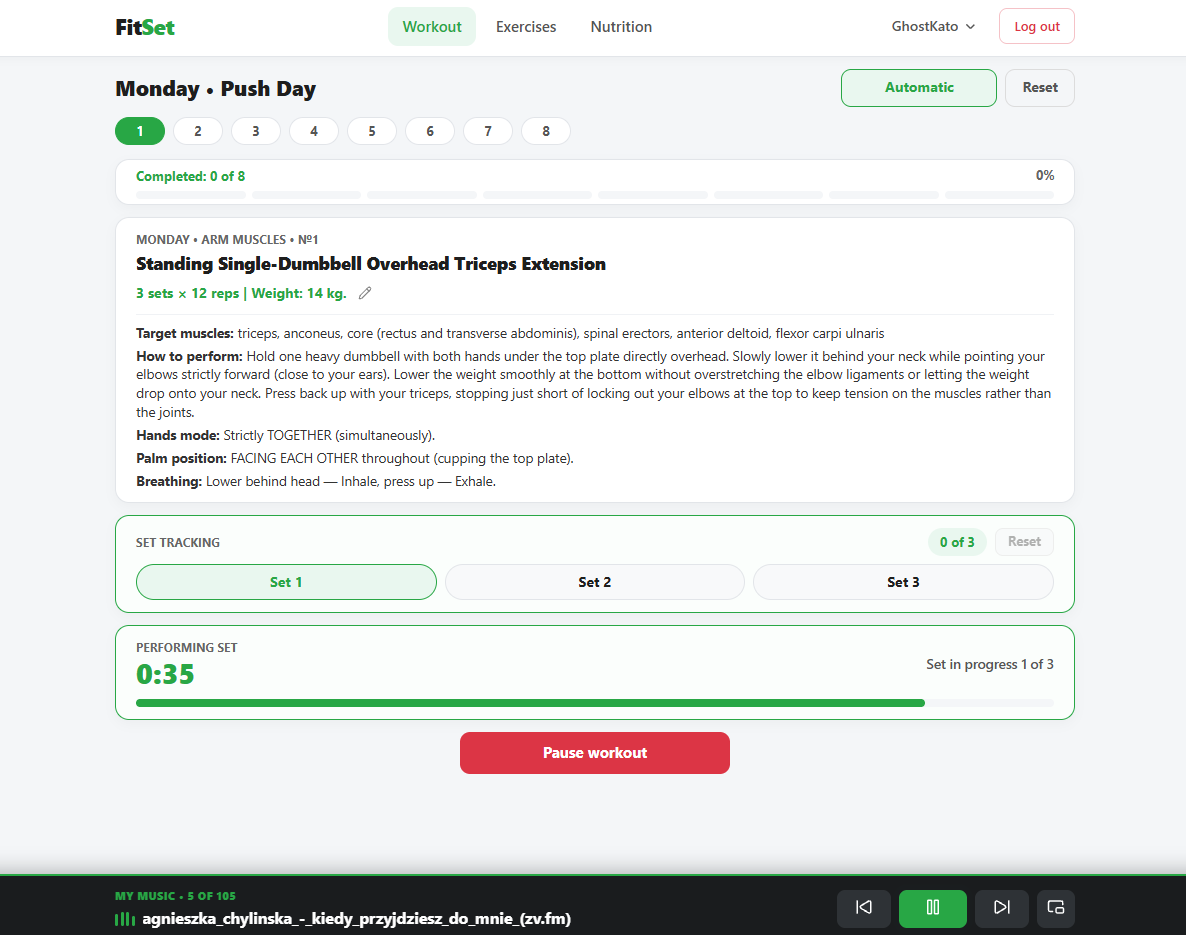 FitSet
Workout
Exercises
Nutrition
GhostKato
Log out
Monday • Push Day
Automatic
Reset
1
2
3
4
5
6
7
8
Completed: 0 of 8
0%
MONDAY • ARM MUSCLES • №1
Standing Single-Dumbbell Overhead Triceps Extension
3 sets × 12 reps | Weight: 14 kg.
Target muscles: triceps, anconeus, core (rectus and transverse abdominis), spinal erectors, anterior deltoid, flexor carpi ulnaris
How to perform: Hold one heavy dumbbell with both hands under the top plate directly overhead. Slowly lower it behind your neck while pointing your
elbows strictly forward (close to your ears). Lower the weight smoothly at the bottom without overstretching the elbow ligaments or letting the weight
drop onto your neck. Press back up with your triceps, stopping just short of locking out your elbows at the top to keep tension on the muscles rather than
the joints.
Hands mode: Strictly TOGETHER (simultaneously).
Palm position: FACING EACH OTHER throughout (cupping the top plate).
Breathing: Lower behind head — Inhale, press up — Exhale.
SET TRACKING
0 of 3
Reset
Set 1
Set 2
Set 3
PERFORMING SET
0:35
Set in progress 1 of 3
Pause workout
MY MUSIC • 5 OF 105
agnieszka_chylinska_-_kiedy_przyjdziesz_do_mnie_(zv.fm)